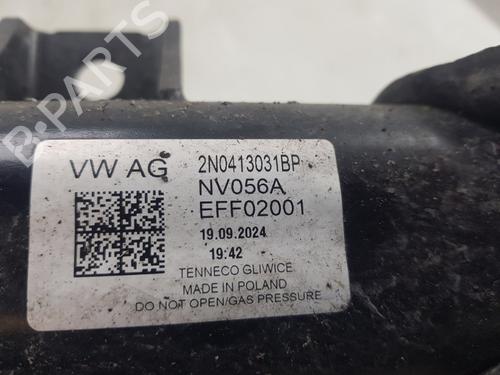 B-PARTS
VW AG
2N0413031BP
NV056A
EFF02001
19.09.2024
19:42
TENNECO GLIWICE
MADE IN POLAND
DO NOT OPEN/GAS PRESSURE